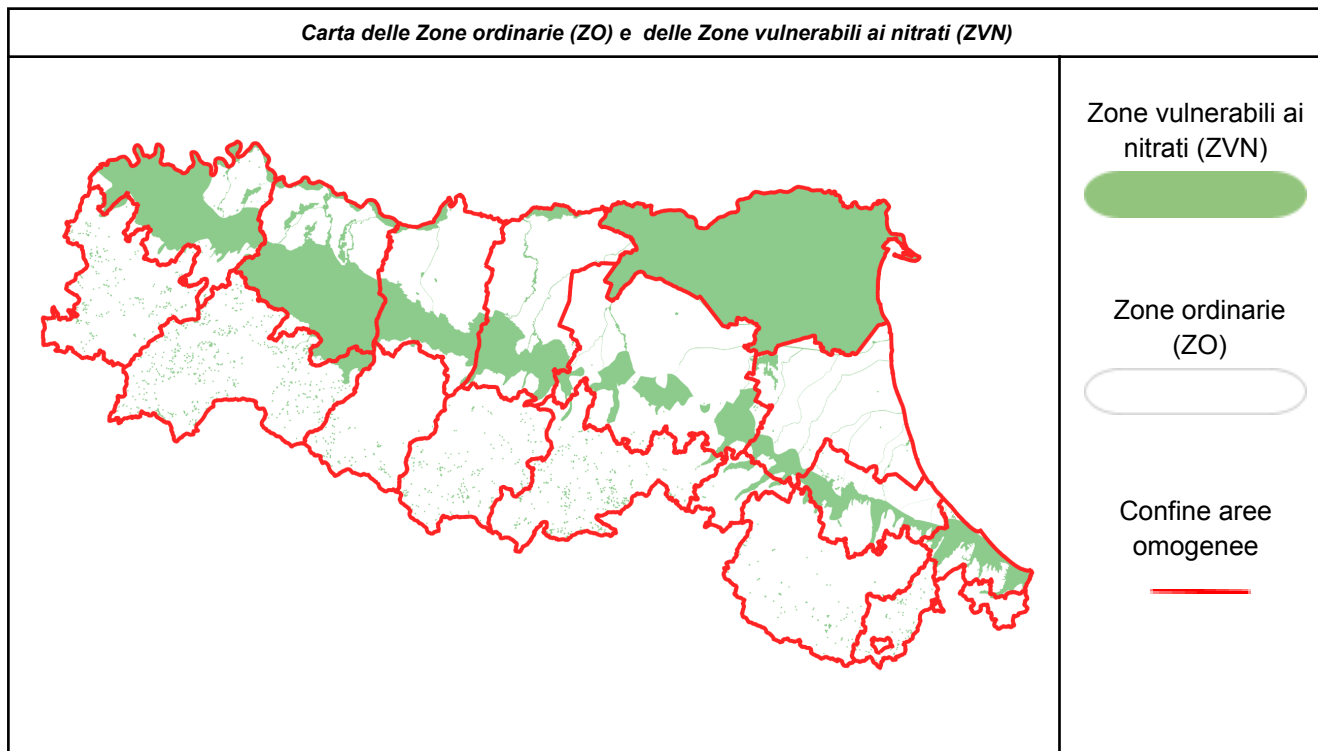 Carta delle Zone ordinarie (ZO) e delle Zone vulnerabili ai nitrati (ZVN)
Zone vulnerabili ai
nitrati (ZVN)
Zone ordinarie
(ZO)
Confine aree
omogenee